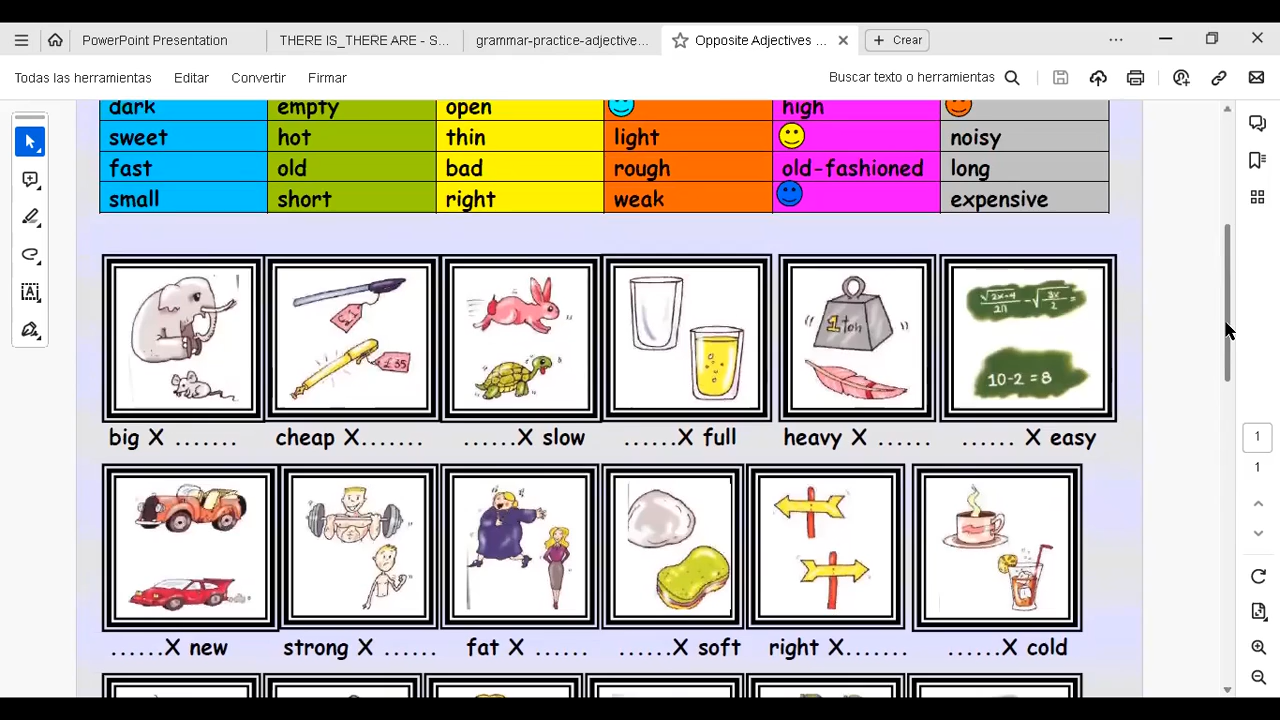 PowerPoint Presentation THERE IS_THERE ARE - S... grammar-practice-adjective... Opposite Adjectives ... Crear
Todas las herramientas Editar Convertir Firmar Buscar texto o herramientas
dark empty open high
sweet hot thin light noisy
fast old bad rough old-fashioned long
small short right weak expensive
£35
1 ton
10-2=8
big X ....... cheap X....... ......X slow ......X full heavy X ...... ...... X easy
......X new strong X ...... fat X ...... ......X soft right X....... ......X cold
1
1